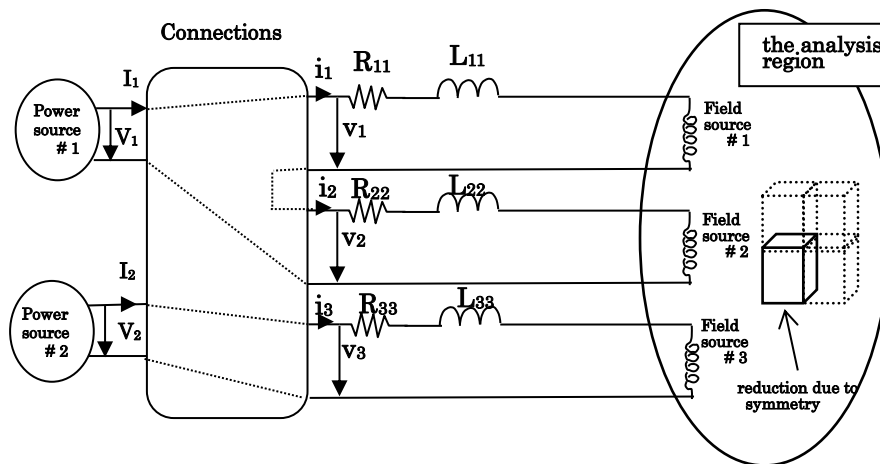 Connections
the analysis
region
I₁
Power
source
# 1
V₁
i₁
R₁₁
L₁₁
v₁
Field
source
# 1
i₂
R₂₂
L₂₂
v₂
Field
source
# 2
I₂
Power
source
# 2
V₂
i₃
R₃₃
L₃₃
v₃
Field
source
# 3
reduction due to
symmetry